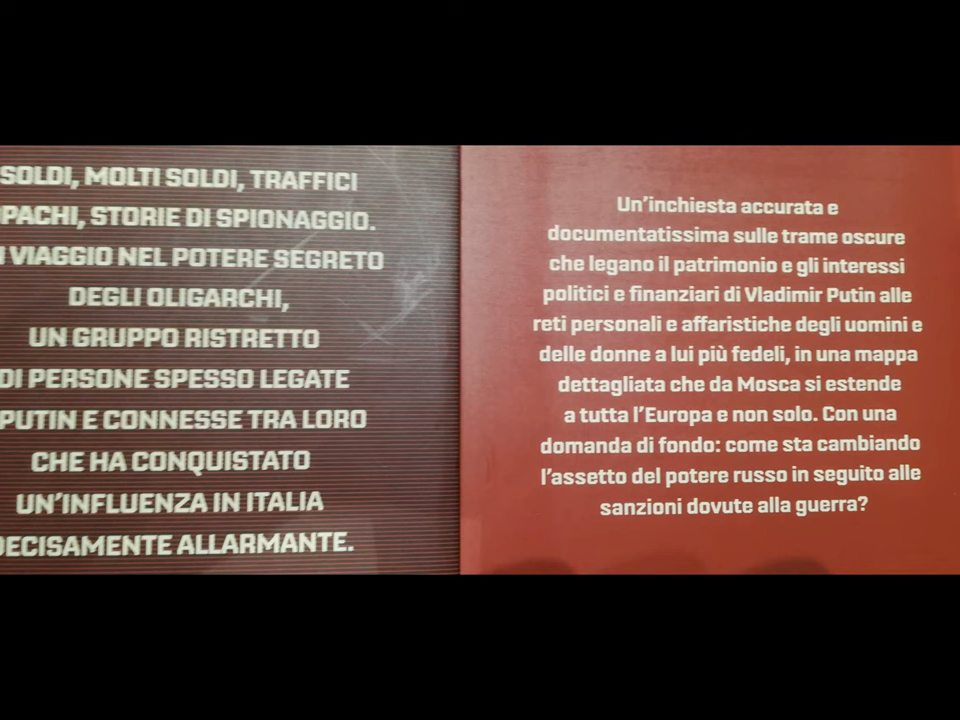 SOLDI, MOLTI SOLDI, TRAFFICI
PACHI, STORIE DI SPIONAGGIO.
VIAGGIO NEL POTERE SEGRETO
DEGLI OLIGARCHI,
UN GRUPPO RISTRETTO
DI PERSONE SPESSO LEGATE
PUTIN E CONNESSE TRA LORO
CHE HA CONQUISTATO
UN'INFLUENZA IN ITALIA
DECISAMENTE ALLARMANTE.
Un'inchiesta accurata e
documentatissima sulle trame oscure
che legano il patrimonio e gli interessi
politici e finanziari di Vladimir Putin alle
reti personali e affaristiche degli uomini e
delle donne a lui più fedeli, in una mappa
dettagliata che da Mosca si estende
a tutta l'Europa e non solo. Con una
domanda di fondo: come sta cambiando
l'assetto del potere russo in seguito alle
sanzioni dovute alla guerra?